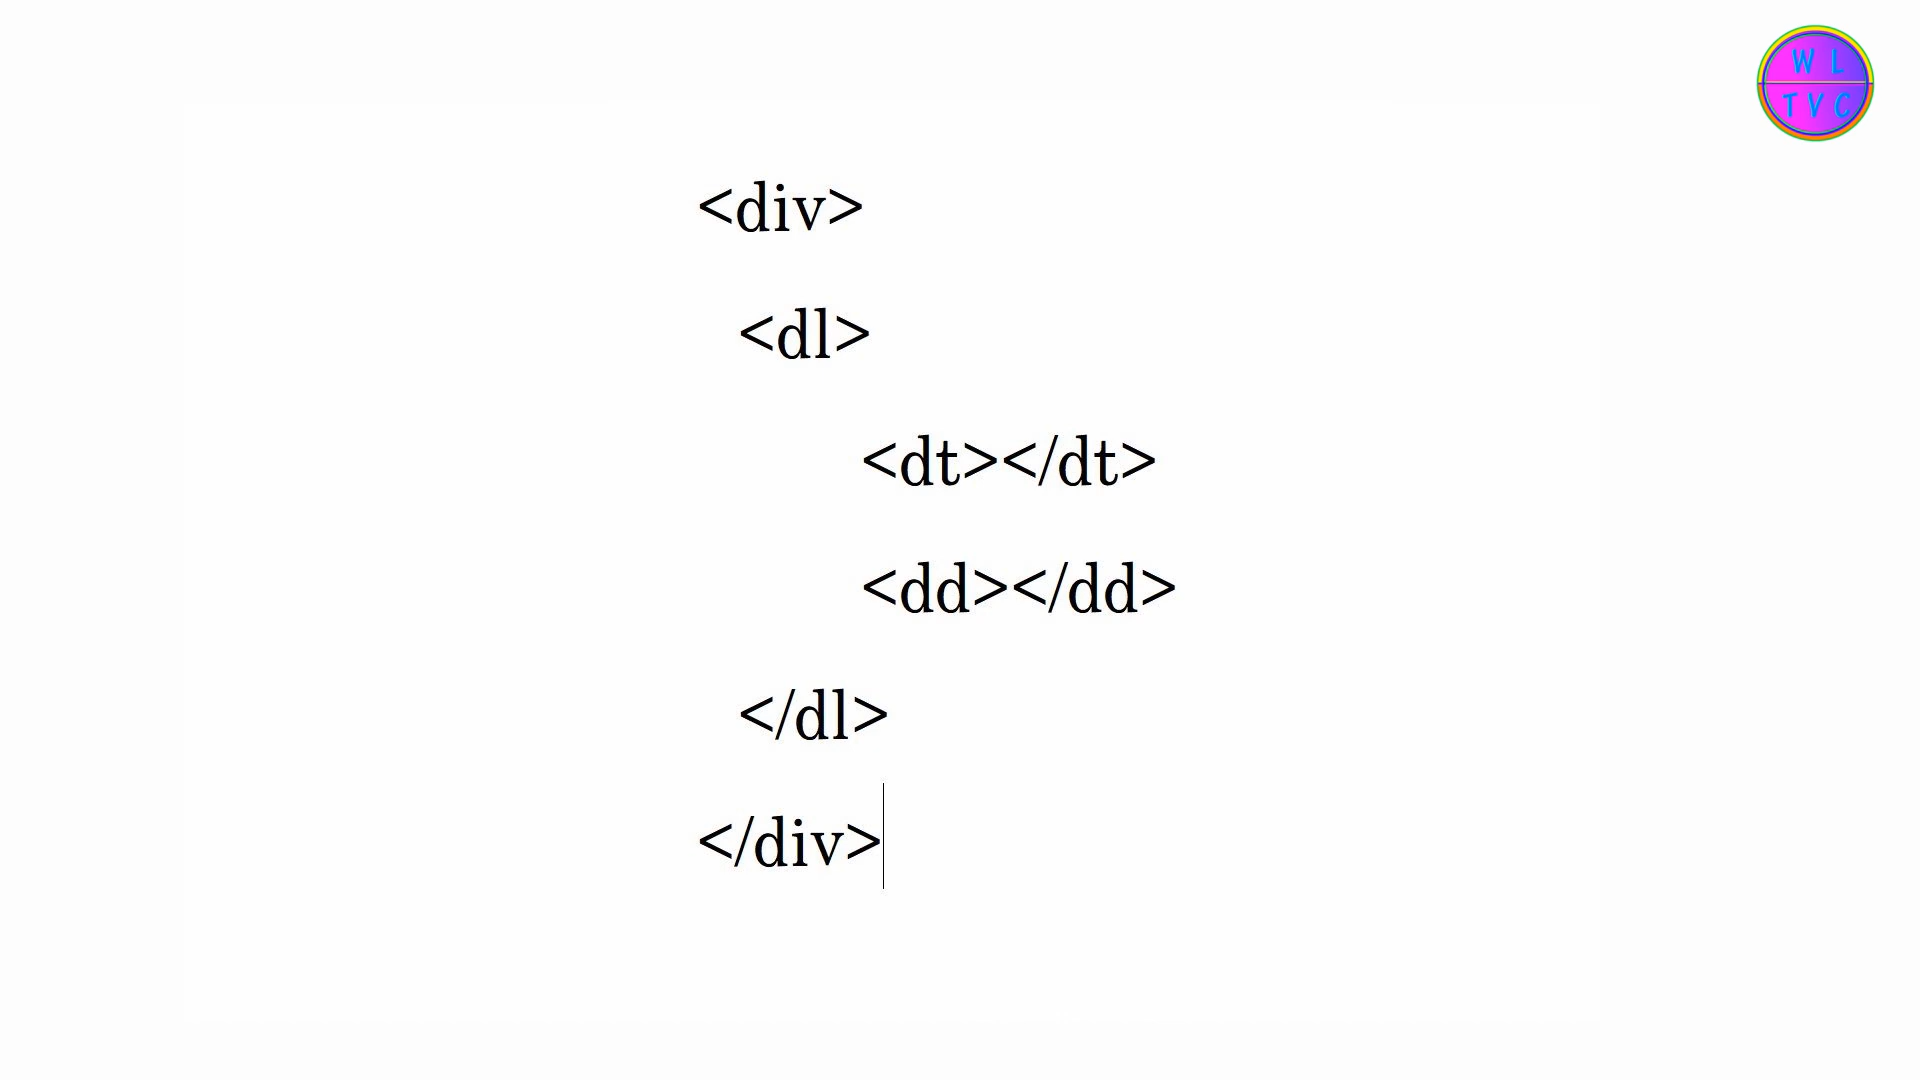 W L
T V C
<div>
<dl>
<dt></dt>
<dd></dd>
</dl>
</div>